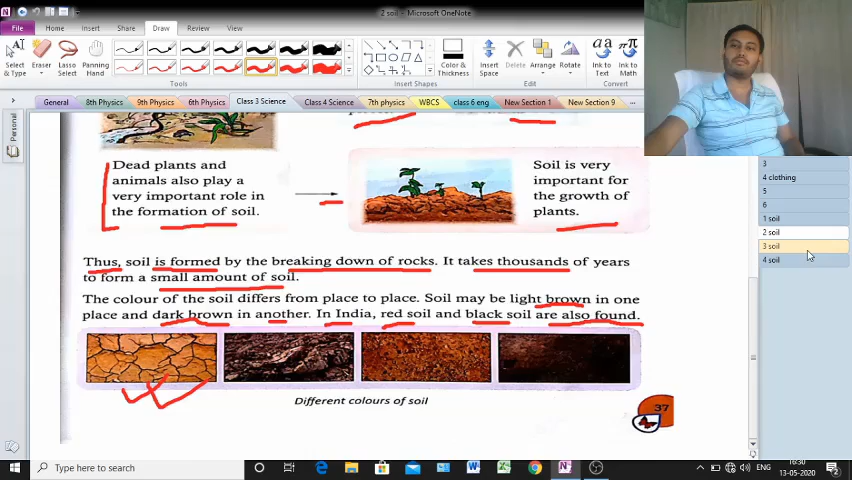 2 soil - Microsoft OneNote
File Home Insert Draw Review View
Select & Type
Eraser
Lasso Select
Panning Hand
Color & Thickness
Insert Space
Delete
Arrange
Rotate
Ink to Text
Ink to Math
Tools
Insert Shapes
General 8th Physics 9th Physics 6th Physics Class 3 Science Class 4 Science 7th physics WBCS class 6 eng New Section 1 New Section 9 ...
Personal
3
4 clothing
5
6
1 soil
2 soil
3 soil
4 soil
Dead plants and
animals also play a
very important role in
the formation of soil.
Soil is very
important for
the growth of
plants.
Thus, soil is formed by the breaking down of rocks. It takes thousands of years
to form a small amount of soil.
The colour of the soil differs from place to place. Soil may be light brown in one
place and dark brown in another. In India, red soil and black soil are also found.
Different colours of soil
37
Type here to search
ENG
16:30
13-05-2020